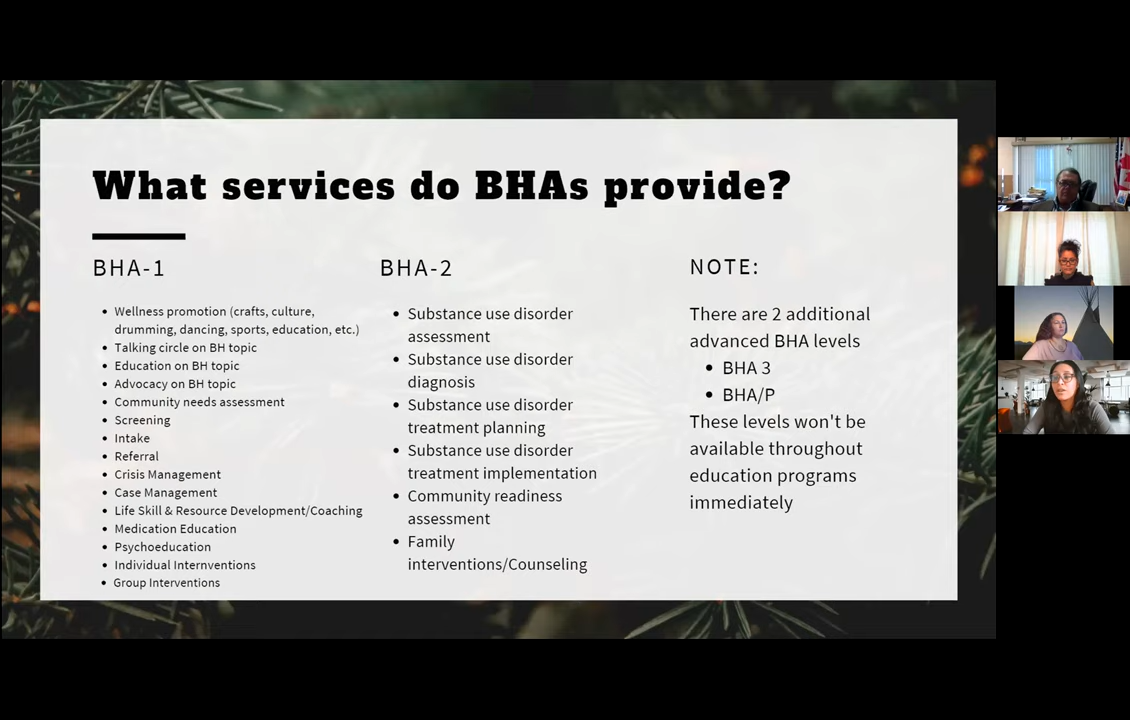 What services do BHAs provide?
BHA-1
Wellness promotion (crafts, culture,
drumming, dancing, sports, education, etc.)
Talking circle on BH topic
Education on BH topic
Advocacy on BH topic
Community needs assessment
Screening
Intake
Referral
Crisis Management
Case Management
Life Skill & Resource Development/Coaching
Medication Education
Psychoeducation
Individual Internventions
Group Interventions
BHA-2
Substance use disorder
assessment
Substance use disorder
diagnosis
Substance use disorder
treatment planning
Substance use disorder
treatment implementation
Community readiness
assessment
Family
interventions/Counseling
NOTE:
There are 2 additional
advanced BHA levels
BHA 3
BHA/P
These levels won't be
available throughout
education programs
immediately